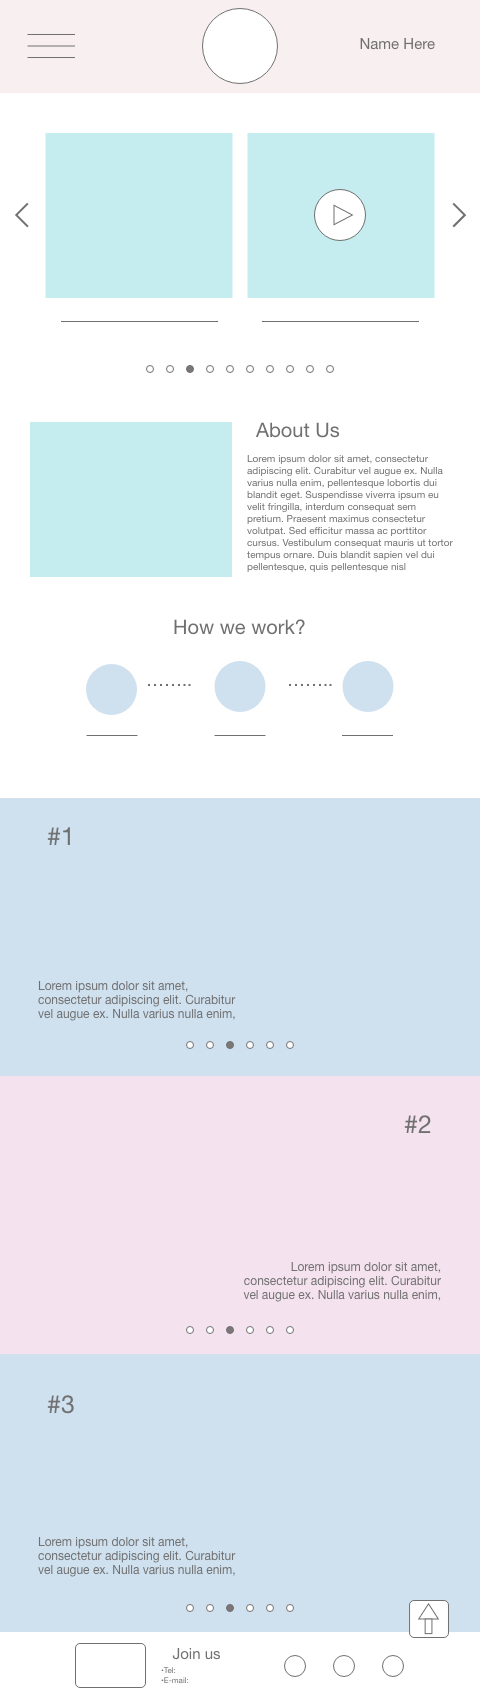 Name Here
About Us
Lorem ipsum dolor sit amet, consectetur
adipiscing elit. Curabitur vel augue ex. Nulla
varius nulla enim, pellentesque lobortis dui
blandit eget. Suspendisse viverra ipsum eu
velit fringilla, interdum consequat sem
pretium. Praesent maximus consectetur
volutpat. Sed efficitur massa ac porttitor
cursus. Vestibulum consequat mauris ut tortor
tempus ornare. Duis blandit sapien vel dui
pellentesque, quis pellentesque nisl
How we work?
#1
Lorem ipsum dolor sit amet,
consectetur adipiscing elit. Curabitur
vel augue ex. Nulla varius nulla enim,
#2
Lorem ipsum dolor sit amet,
consectetur adipiscing elit. Curabitur
vel augue ex. Nulla varius nulla enim,
#3
Lorem ipsum dolor sit amet,
consectetur adipiscing elit. Curabitur
vel augue ex. Nulla varius nulla enim,
Join us
•Tel:
•E-mail: